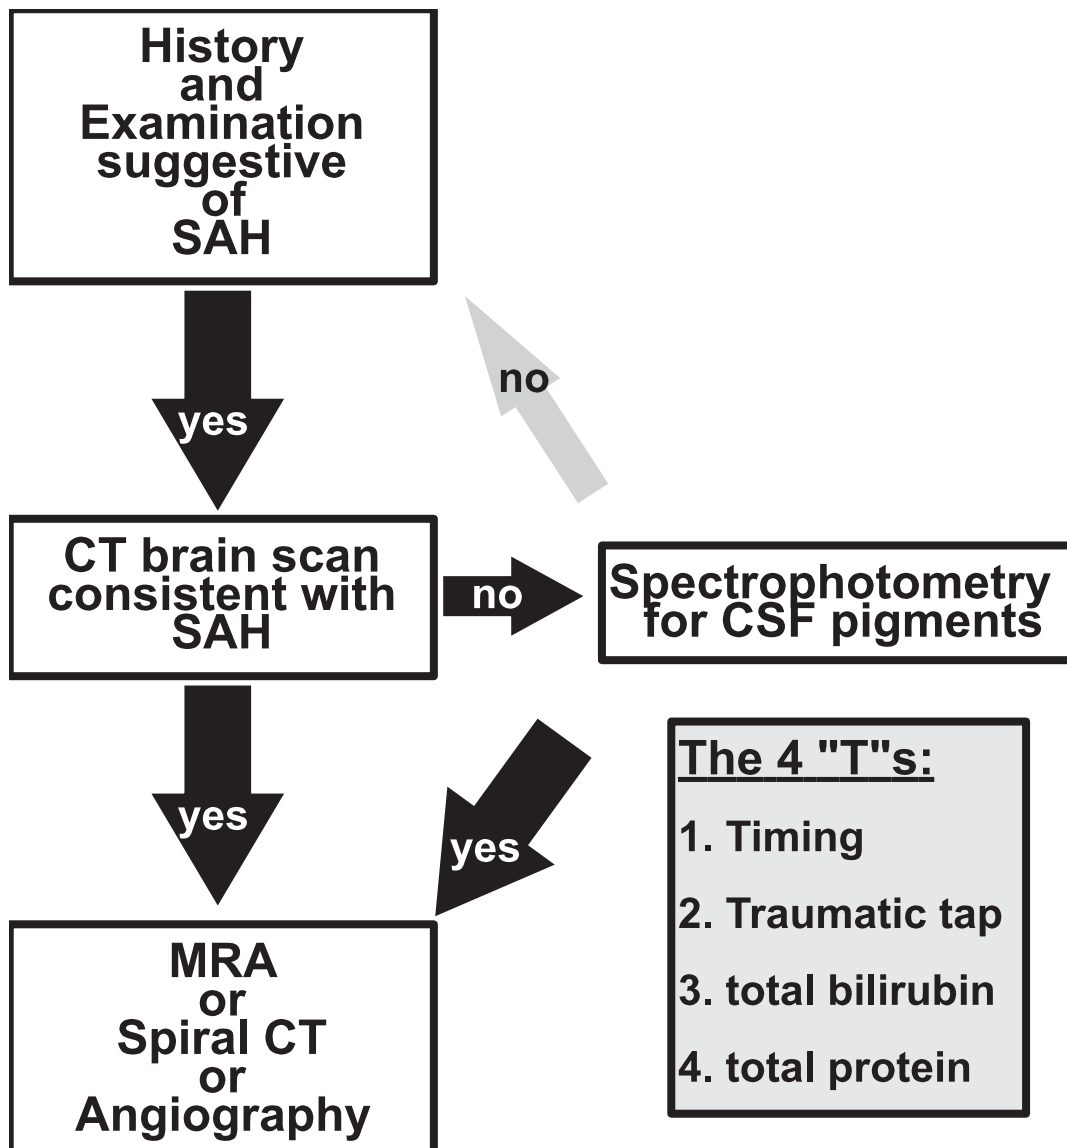 History
and
Examination
suggestive
of
SAH
yes
no
CT brain scan
consistent with
SAH
no
Spectrophotometry
for CSF pigments
yes
yes
MRA
or
Spiral CT
or
Angiography
The 4 "T"s:
1. Timing
2. Traumatic tap
3. total bilirubin
4. total protein